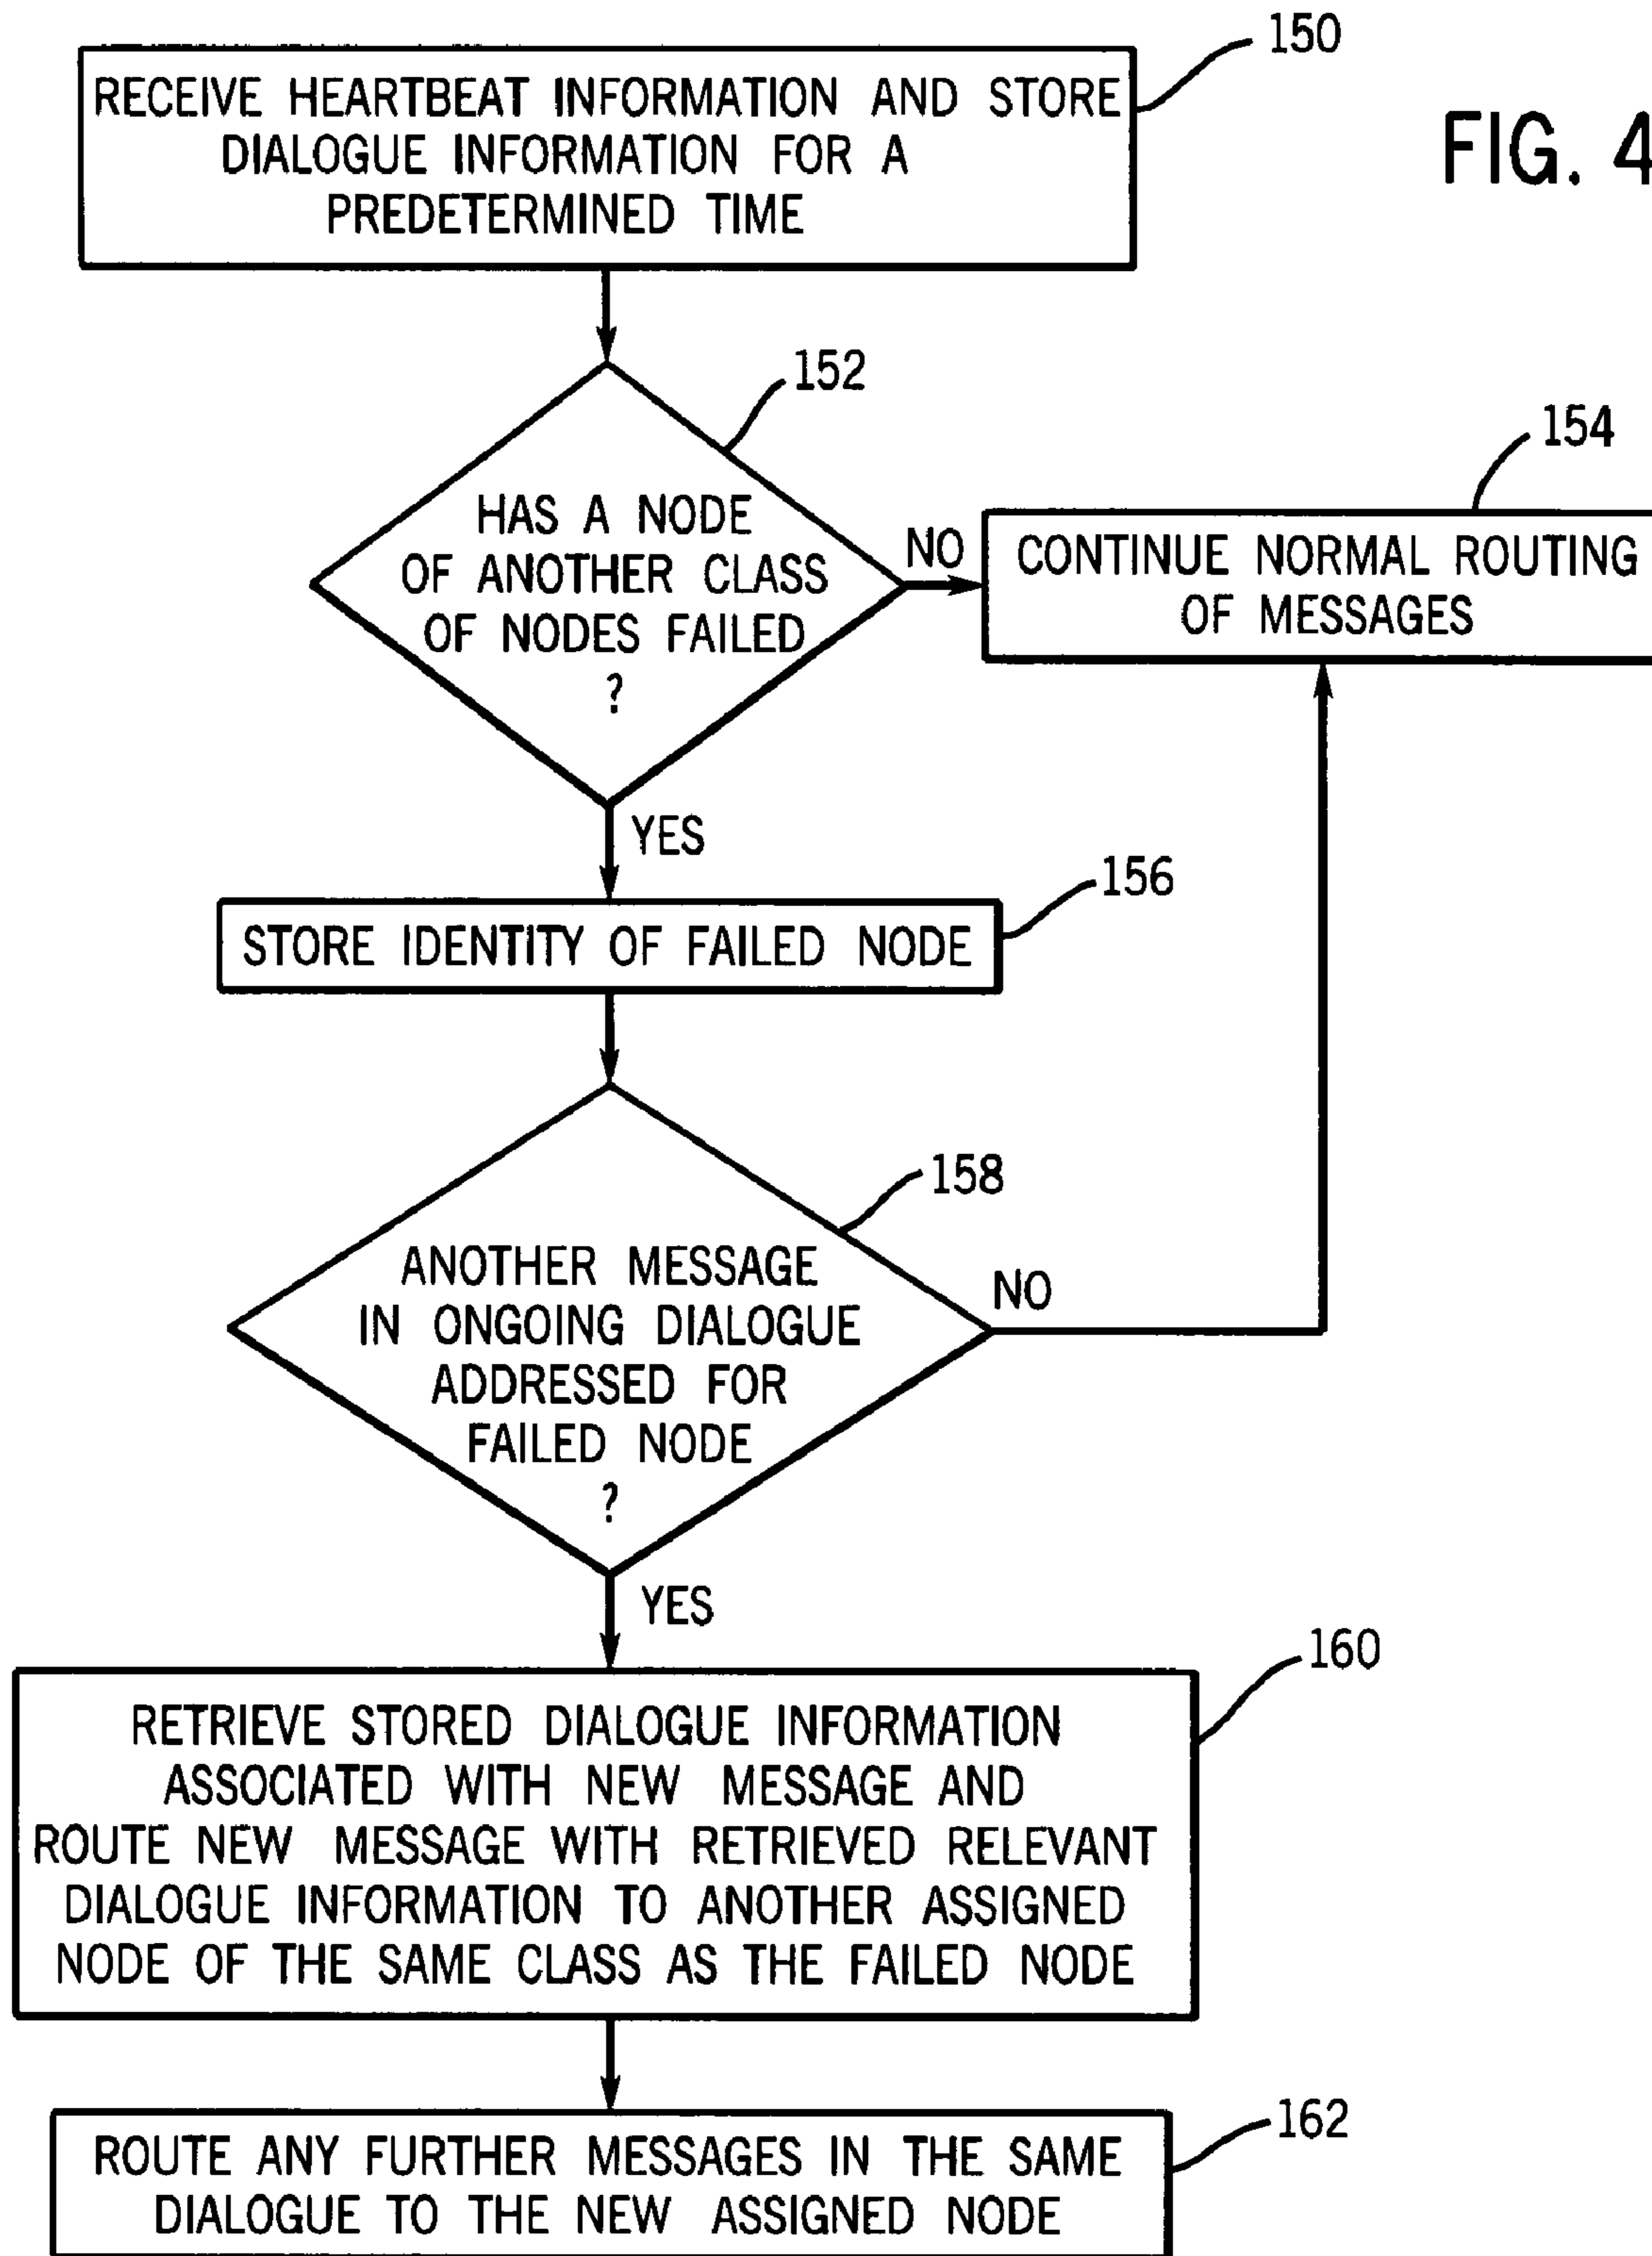 150
RECEIVE HEARTBEAT INFORMATION AND STORE
DIALOGUE INFORMATION FOR A
PREDETERMINED TIME
FIG. 4
152
HAS A NODE
OF ANOTHER CLASS
OF NODES FAILED
?
NO
154
CONTINUE NORMAL ROUTING
OF MESSAGES
YES
156
STORE IDENTITY OF FAILED NODE
158
ANOTHER MESSAGE
IN ONGOING DIALOGUE
ADDRESSED FOR
FAILED NODE
?
NO
YES
160
RETRIEVE STORED DIALOGUE INFORMATION
ASSOCIATED WITH NEW MESSAGE AND
ROUTE NEW MESSAGE WITH RETRIEVED RELEVANT
DIALOGUE INFORMATION TO ANOTHER ASSIGNED
NODE OF THE SAME CLASS AS THE FAILED NODE
162
ROUTE ANY FURTHER MESSAGES IN THE SAME
DIALOGUE TO THE NEW ASSIGNED NODE